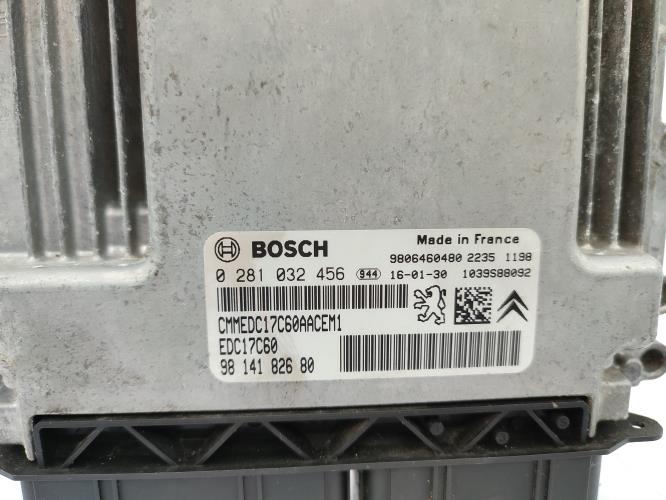 BOSCH
Made in France
9806460480 2235 1198
0 281 032 456 944 16-01-30 1039S88092
CMMEDC17C60AACEM1
EDC17C60
98 141 826 80